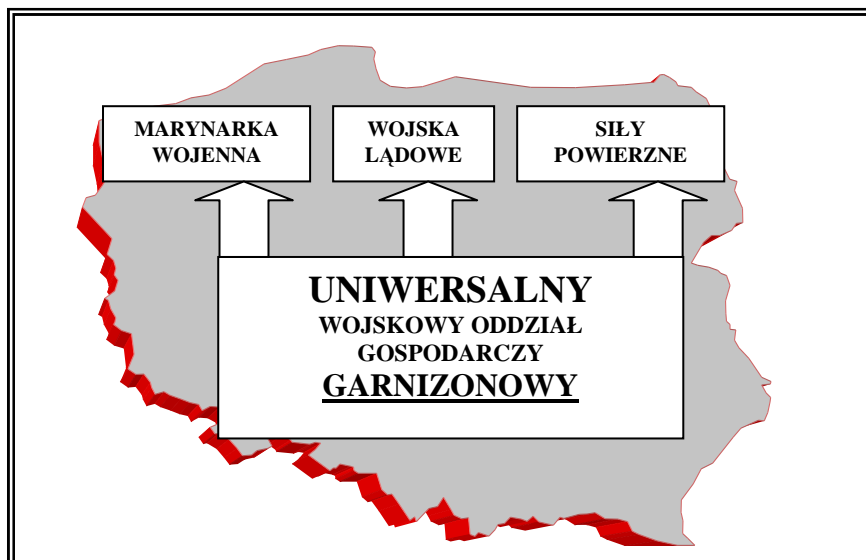 MARYNARKA
WOJENNA
WOJSKA
LĄDOWE
SIŁY
POWIERZNE
UNIWERSALNY
WOJSKOWY ODDZIAŁ
GOSPODARCZY
GARNIZONOWY